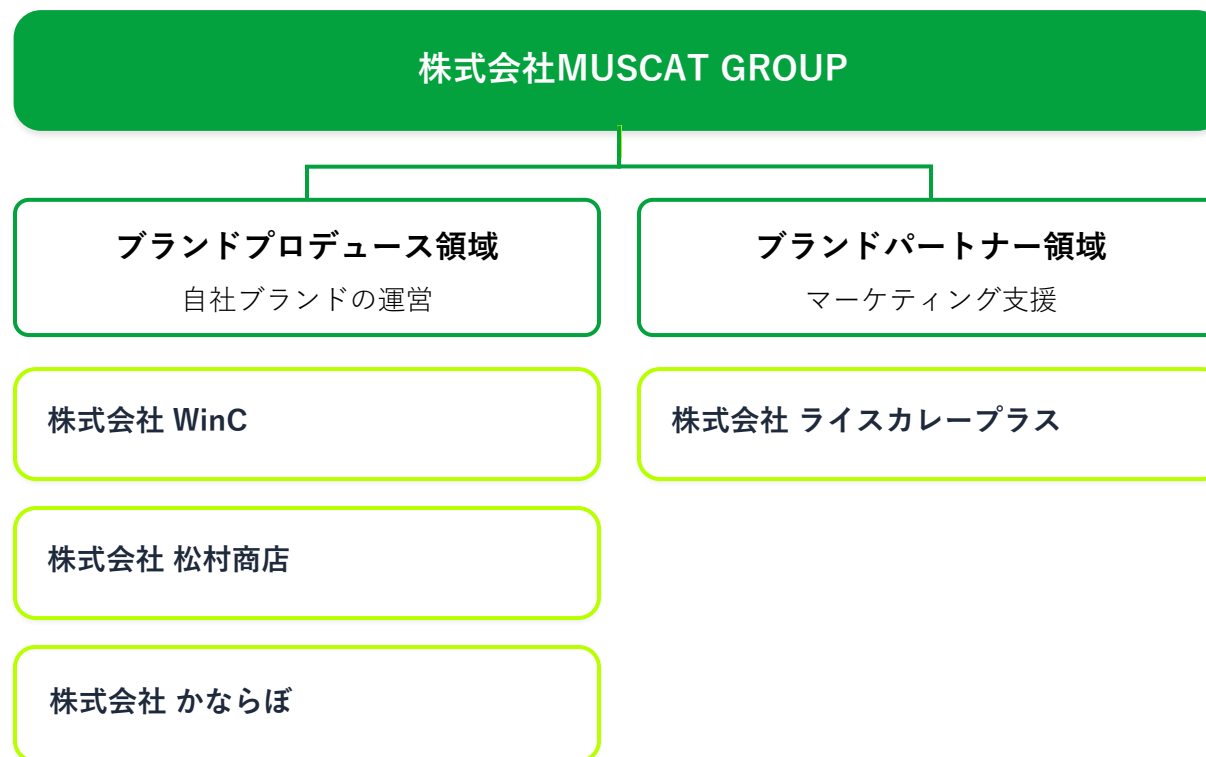 株式会社MUSCAT GROUP
ブランドプロデュース領域
自社ブランドの運営
ブランドパートナー領域
マーケティング支援
株式会社 WinC
株式会社 松村商店
株式会社 かならぼ
株式会社 ライスカレープラス